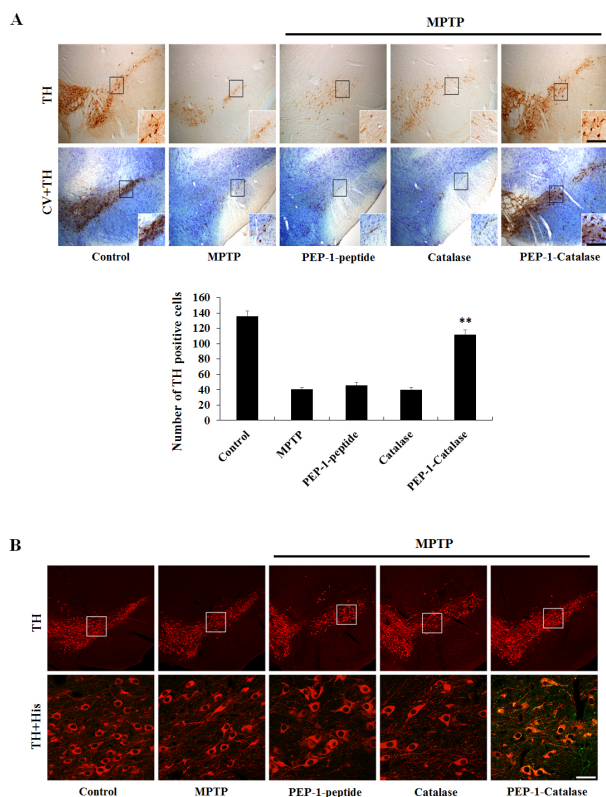 A
MPTP
TH
CV+TH
Control MPTP PEP-1-peptide Catalase PEP-1-Catalase
Number of TH positive cells
160
140
120
100
80
60
40
20
0
**
Control MPTP PEP-1-peptide Catalase PEP-1-Catalase
B
MPTP
TH
TH+His
Control MPTP PEP-1-peptide Catalase PEP-1-Catalase